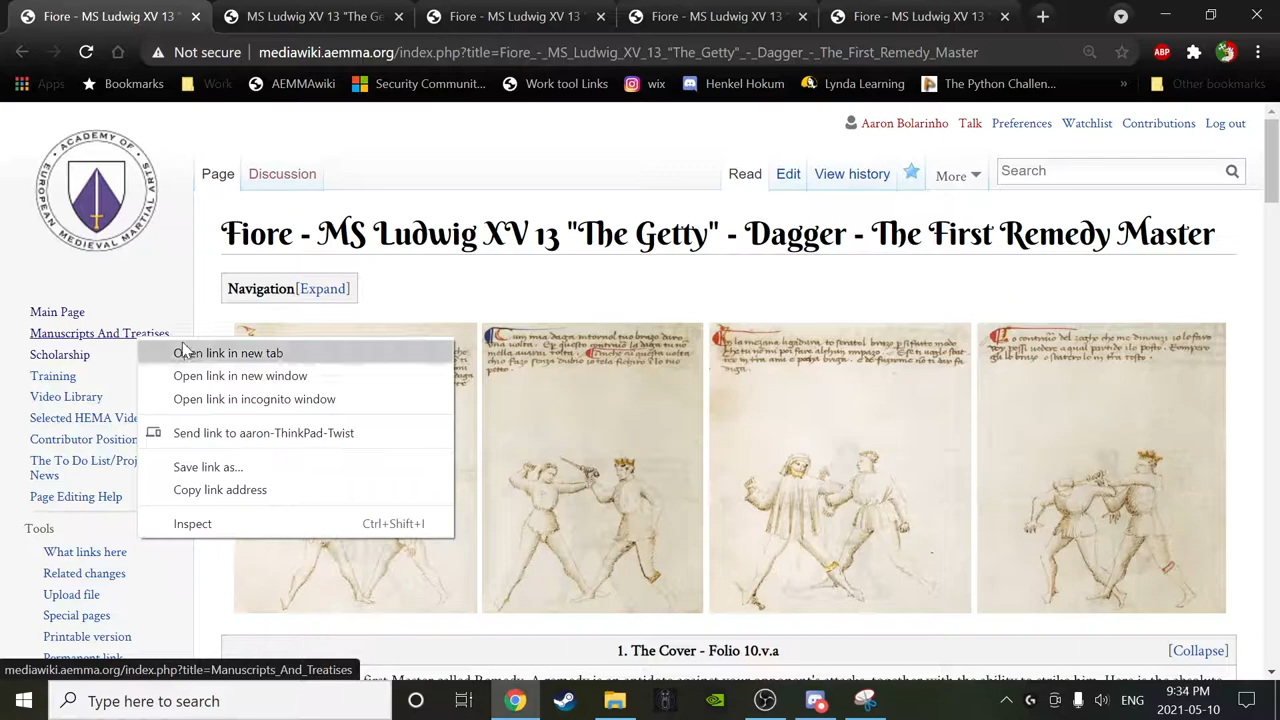 Fiore - MS Ludwig XV 13 "
MS Ludwig XV 13 "The Ge
Fiore - MS Ludwig XV 13 "
Fiore - MS Ludwig XV 13 "
Fiore - MS Ludwig XV 13 "
Not secure
mediawiki.aemma.org/index.php?title=Fiore_-_MS_Ludwig_XV_13_"The_Getty"_-_Dagger_-_The_First_Remedy_Master
ABP
Apps
Bookmarks
Work
AEMMAwiki
Security Communit...
Work tool Links
wix
Henkel Hokum
Lynda Learning
The Python Challen...
»
Other bookmarks
ACADEMY OF EUROPEAN MEDIEVAL MARTIAL ARTS
Aaron Bolarinho Talk Preferences Watchlist Contributions Log out
Page Discussion
Read Edit View history More
Search
Fiore - MS Ludwig XV 13 "The Getty" - Dagger - The First Remedy Master
Navigation[Expand]
Main Page
Manuscripts And Treatises
Scholarship
Training
Video Library
Selected HEMA Vide
Contributor Position
The To Do List/Proj
News
Page Editing Help
Tools
What links here
Related changes
Upload file
Special pages
Printable version
Permanent link
Open link in new tab
Open link in new window
Open link in incognito window
Send link to aaron-ThinkPad-Twist
Save link as...
Copy link address
Inspect Ctrl+Shift+I
1. The Cover - Folio 10.v.a
[Collapse]
mediawiki.aemma.org/index.php?title=Manuscripts_And_Treatises
Type here to search
ENG
9:34 PM
2021-05-10